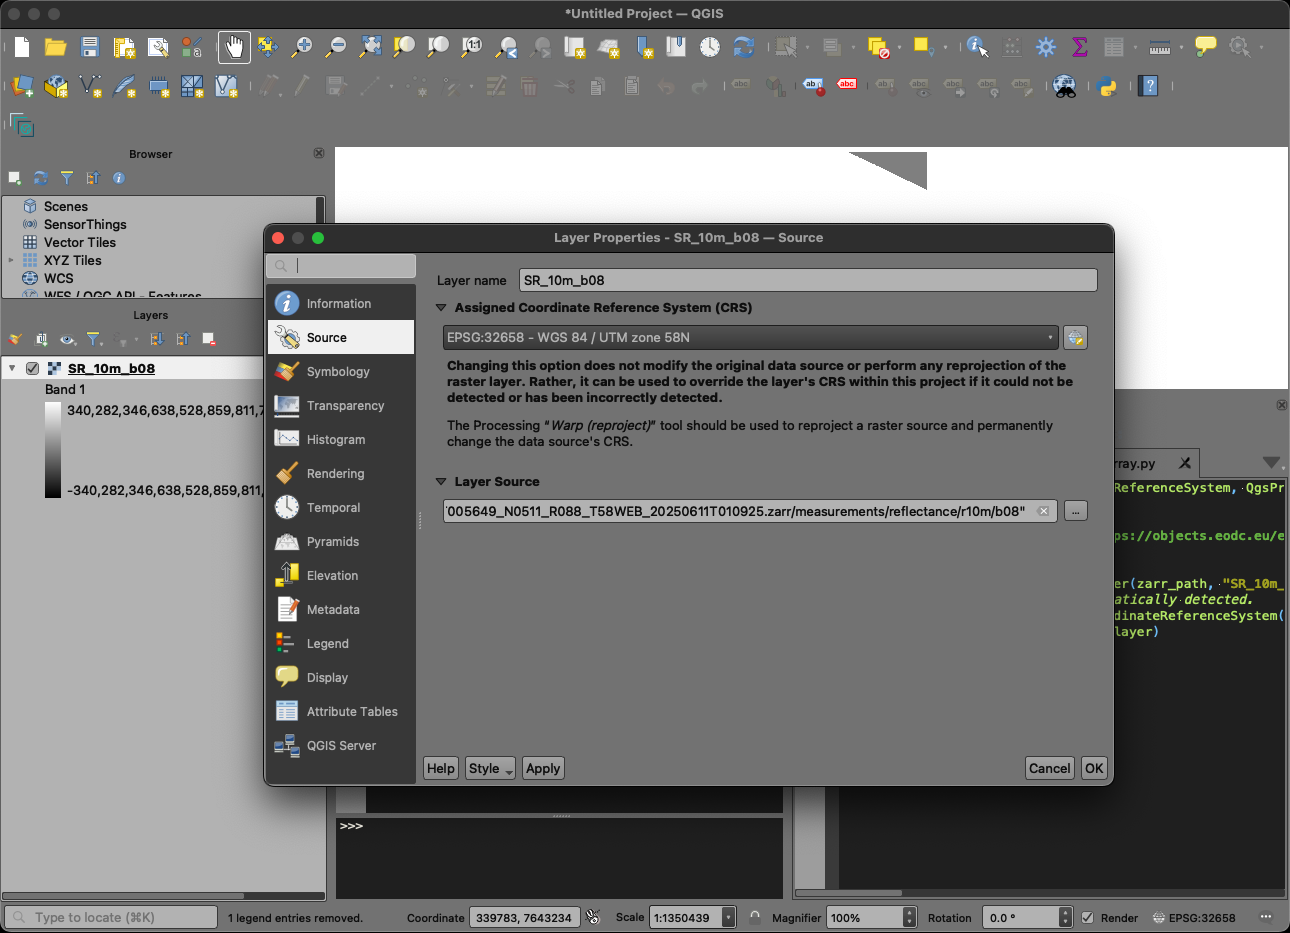 *Untitled Project — QGIS
Browser
Scenes
SensorThings
Vector Tiles
XYZ Tiles
WCS
WFS / OGC API - Features
Layers
SR_10m_b08
Band 1
340,282,346,638,528,859,811,7
-340,282,346,638,528,859,811,
Layer Properties - SR_10m_b08 — Source
Information
Source
Symbology
Transparency
Histogram
Rendering
Temporal
Pyramids
Elevation
Metadata
Legend
Display
Attribute Tables
QGIS Server
Layer name SR_10m_b08
Assigned Coordinate Reference System (CRS)
EPSG:32658 - WGS 84 / UTM zone 58N
Changing this option does not modify the original data source or perform any reprojection of the
raster layer. Rather, it can be used to override the layer's CRS within this project if it could not be
detected or has been incorrectly detected.
The Processing "Warp (reproject)" tool should be used to reproject a raster source and permanently
change the data source's CRS.
Layer Source
005649_N0511_R088_T58WEB_20250611T010925.zarr/measurements/reflectance/r10m/b08"
...
Help Style Apply Cancel OK
rray.py
ReferenceSystem, QgsPr
ps://objects.eodc.eu/e
er(zarr_path, "SR_10m_
atically detected.
dinateReferenceSystem(
layer)
>>>
Type to locate (⌘K) 1 legend entries removed. Coordinate 339783, 7643234 Scale 1:1350439 Magnifier 100% Rotation 0.0 ° Render EPSG:32658